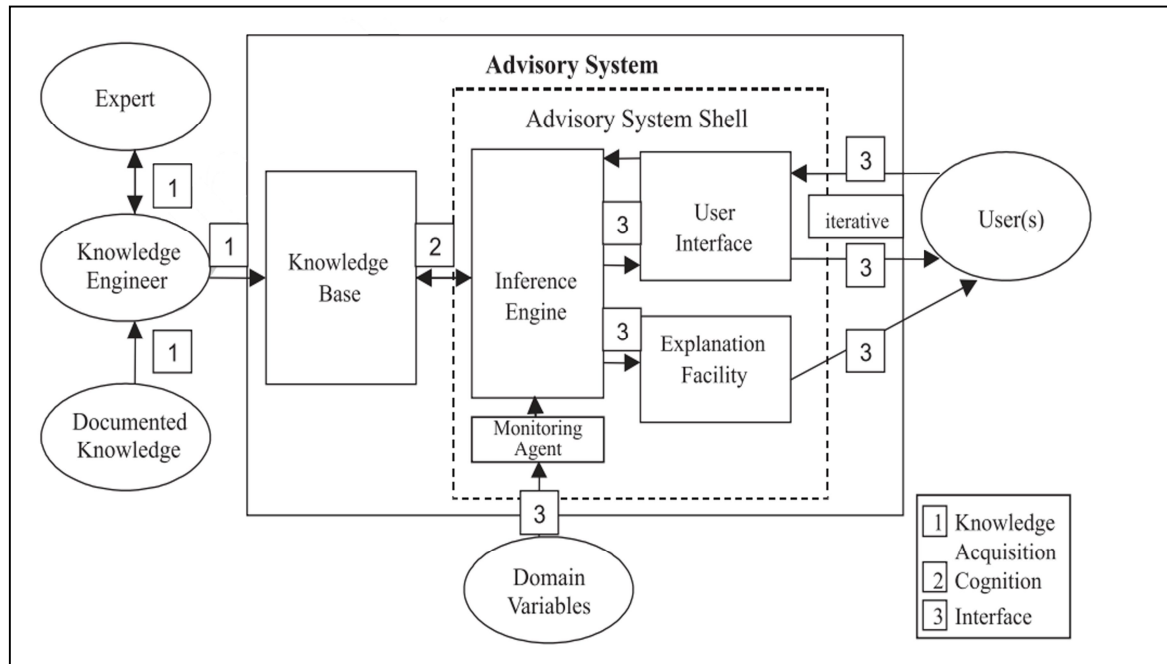 Advisory System
Advisory System Shell
Expert
1
Knowledge
Engineer
1
1
Documented
Knowledge
Knowledge
Base
2
Inference
Engine
3
3
User
Interface
Explanation
Facility
Monitoring
Agent
3
Domain
Variables
3
iterative
3
3
User(s)
1 Knowledge
Acquisition
2 Cognition
3 Interface